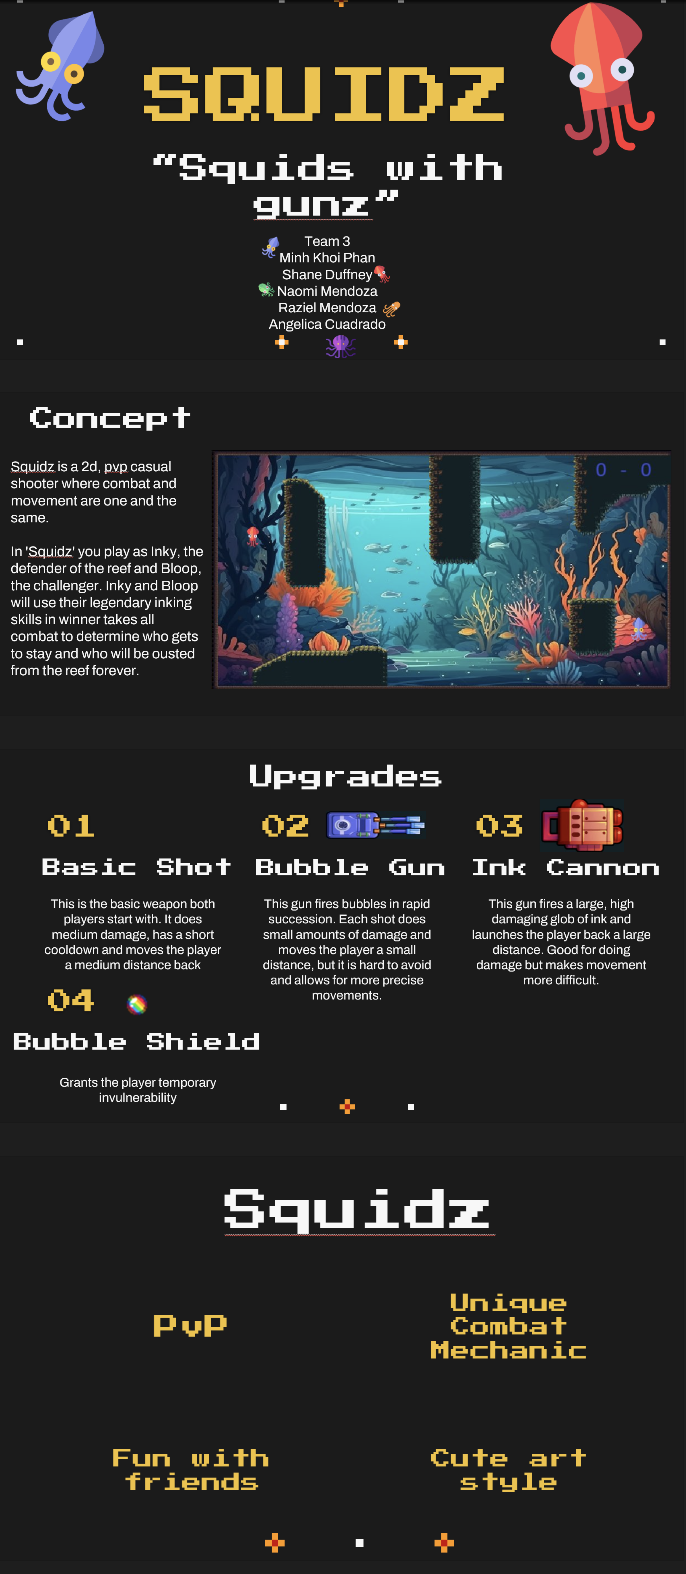 SQUIDZ
“Squids with
gunz”
Team 3
Minh Khoi Phan
Shane Duffney
Naomi Mendoza
Raziel Mendoza
Angelica Cuadrado
Concept
Squidz is a 2d, pvp casual
shooter where combat and
movement are one and the
same.
In 'Squidz' you play as Inky, the
defender of the reef and Bloop,
the challenger. Inky and Bloop
will use their legendary inking
skills in winner takes all
combat to determine who gets
to stay and who will be ousted
from the reef forever.
0 - 0
Upgrades
01
Basic Shot
This is the basic weapon both
players start with. It does
medium damage, has a short
cooldown and moves the player
a medium distance back
02
Bubble Gun
This gun fires bubbles in rapid
succession. Each shot does
small amounts of damage and
moves the player a small
distance, but it is hard to avoid
and allows for more precise
movements.
03
Ink Cannon
This gun fires a large, high
damaging glob of ink and
launches the player back a large
distance. Good for doing
damage but makes movement
more difficult.
04
Bubble Shield
Grants the player temporary
invulnerability
Squidz
PvP
Unique
Combat
Mechanic
Fun with
friends
Cute art
style